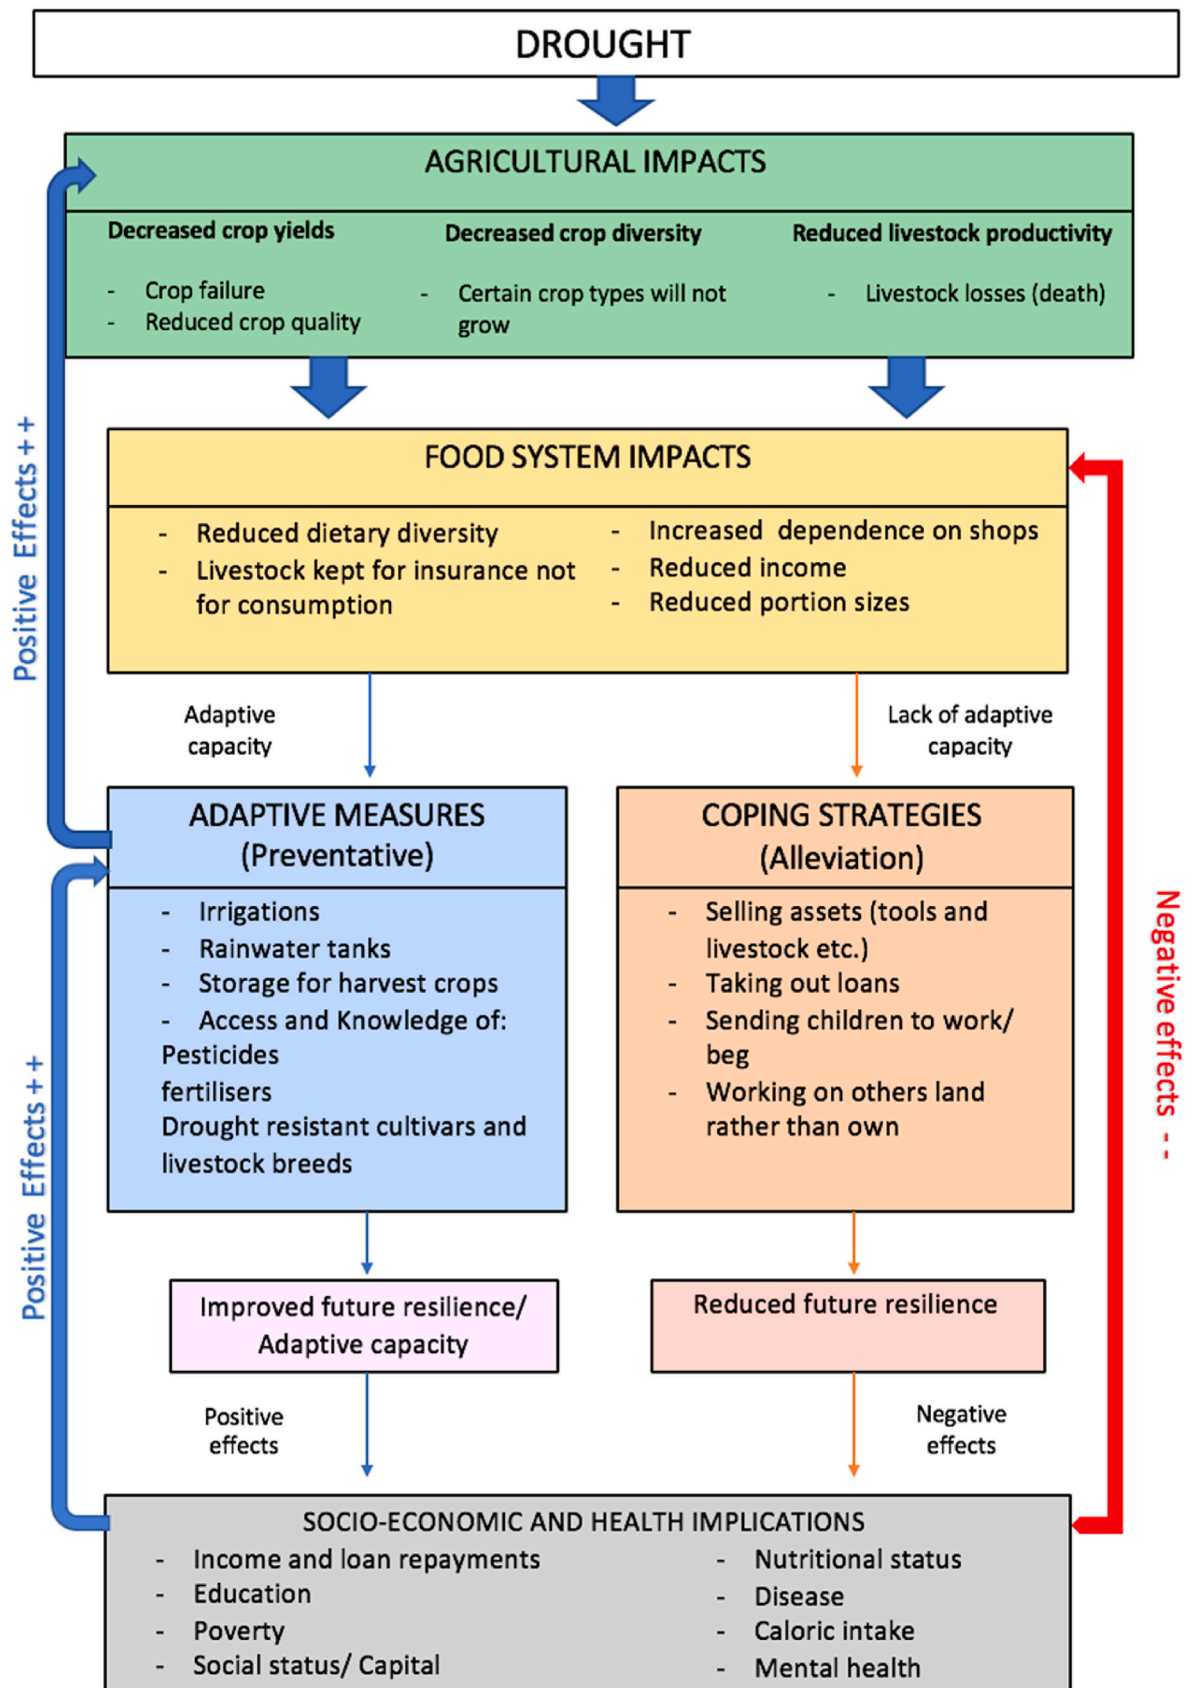 DROUGHT
AGRICULTURAL IMPACTS
Decreased crop yields
- Crop failure
- Reduced crop quality
Decreased crop diversity
- Certain crop types will not
grow
Reduced livestock productivity
- Livestock losses (death)
Positive Effects + +
FOOD SYSTEM IMPACTS
- Reduced dietary diversity
- Livestock kept for insurance not
for consumption
- Increased dependence on shops
- Reduced income
- Reduced portion sizes
Adaptive
capacity
Lack of adaptive
capacity
ADAPTIVE MEASURES
(Preventative)
- Irrigations
- Rainwater tanks
- Storage for harvest crops
- Access and Knowledge of:
Pesticides
fertilisers
Drought resistant cultivars and
livestock breeds
COPING STRATEGIES
(Alleviation)
- Selling assets (tools and
livestock etc.)
- Taking out loans
- Sending children to work/
beg
- Working on others land
rather than own
Negative effects - -
Positive Effects + +
Improved future resilience/
Adaptive capacity
Reduced future resilience
Positive
effects
Negative
effects
SOCIO-ECONOMIC AND HEALTH IMPLICATIONS
- Income and loan repayments
- Education
- Poverty
- Social status/ Capital
- Nutritional status
- Disease
- Caloric intake
- Mental health